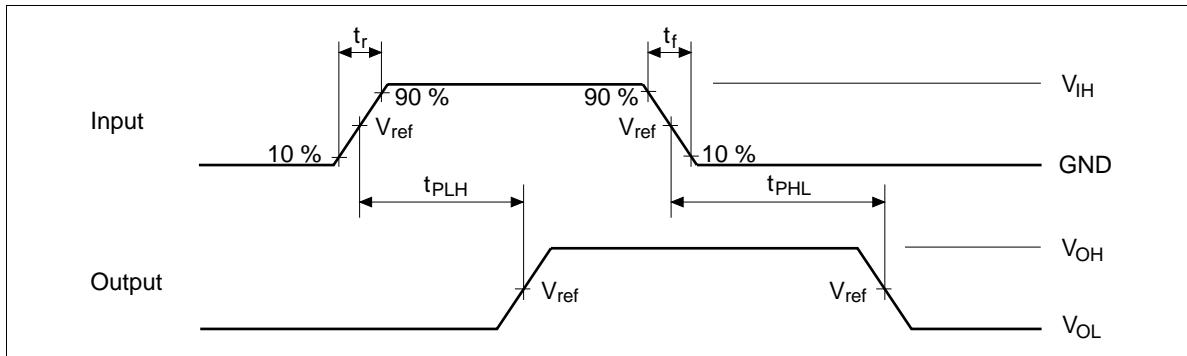 tr
tf
90 %
90 %
VIH
Input
Vref
Vref
10 %
10 %
GND
tPLH
tPHL
VOH
Output
Vref
Vref
VOL